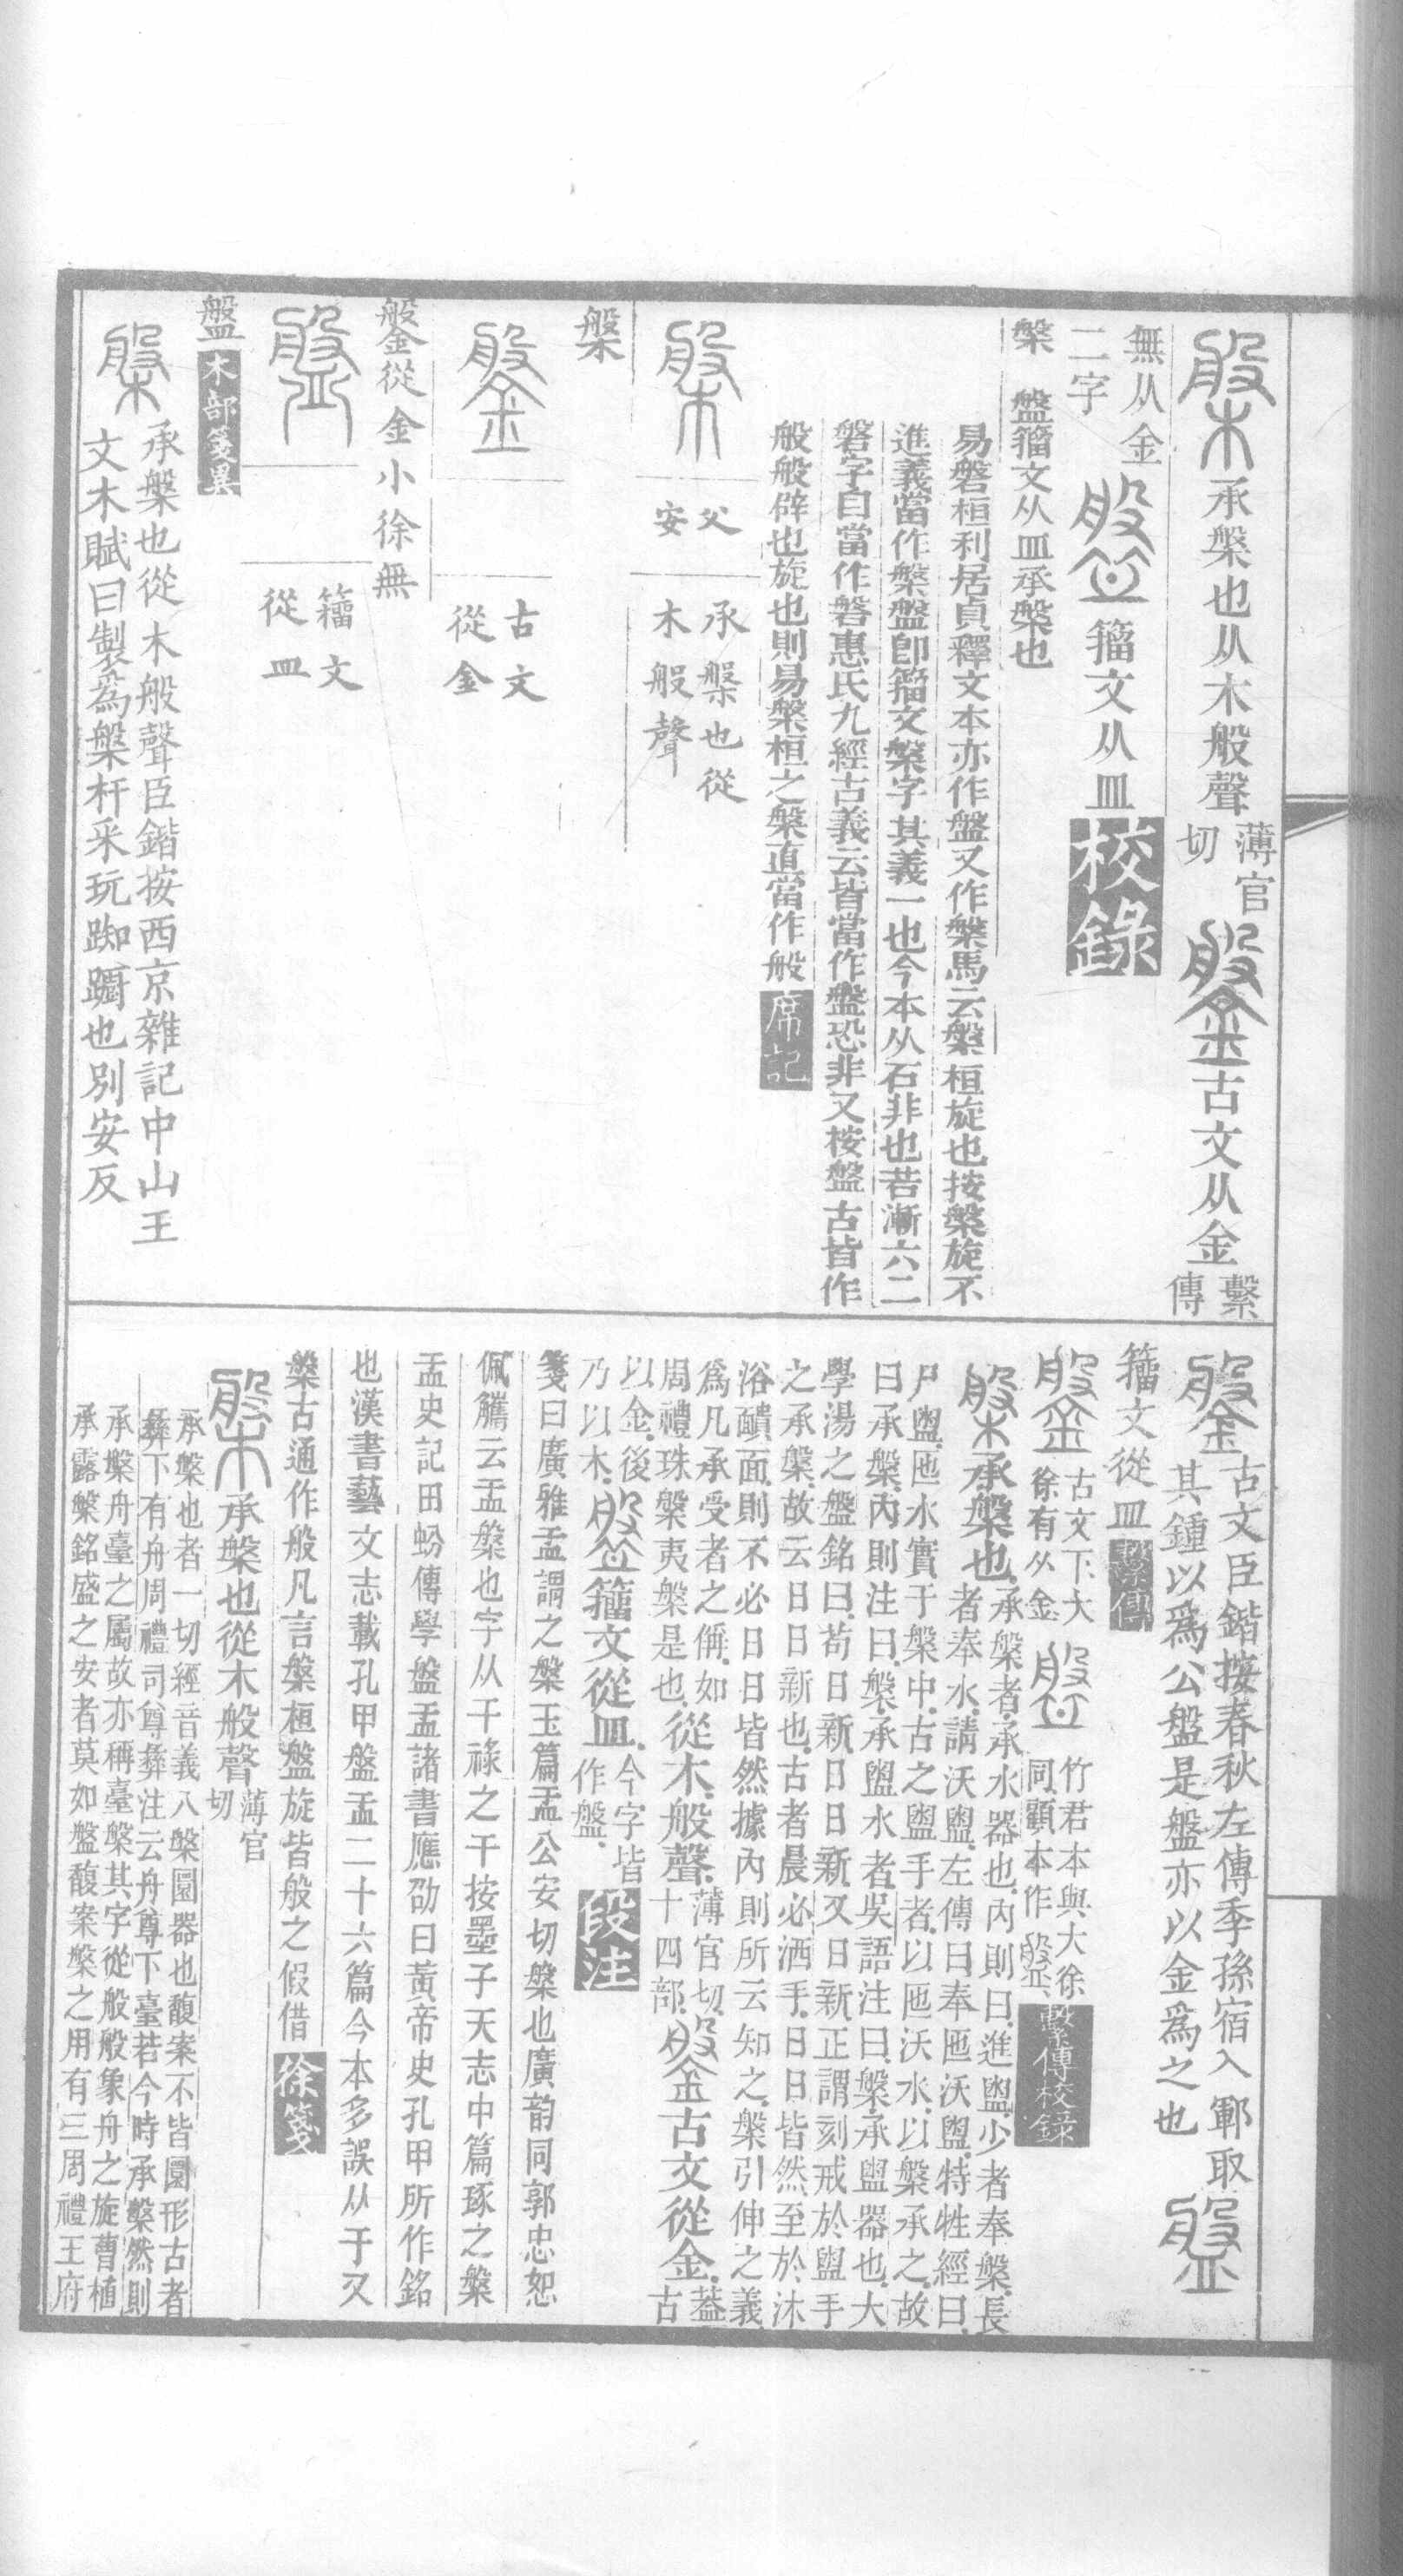 槃承槃也从木般聲薄官切鎜古文从金繫傳
無从金二字盤籒文从皿校錄
槃 盤籒文从皿承槃也
易磐桓利居貞釋文本亦作盤又作槃馬云槃桓旋也按槃旋不
進義當作槃盤卽籒文槃字其義一也今本从石非也若漸六二
磐字自當作磐惠氏九經古義云皆當作盤恐非又桉盤古皆作
般般辟也旋也則易槃桓之槃直當作般席記
槃父安承槃也從木般聲
槃
鎜古文從金
鎜從金小徐無
盤籒文從皿
盤木部箋異
槃承槃也從木般聲臣鍇按西京雜記中山王
文木賦曰製為槃杅采玩踟躕也別安反
鎜古文臣鍇按春秋左傳季孫宿入鄆取
其鍾以為公盤是盤亦以金為之也盤
籒文從皿繫傳
鎜古文下大徐有从金盤竹君本與大徐同顧本作盤繫傳校录
槃承槃也承槃者承水器也內則曰進盥少者奉槃長
者奉水請沃盥左傳曰奉匜沃盥特牲經曰
尸盥匜水實于槃中古之盥手者以匜沃水以槃承之故
曰承槃內則注曰槃承盥水者吳語注曰槃承盥器也大
學湯之盤銘曰苟日新日日新又日新正謂刻戒於盥手
之承槃故云日日新也古者晨必洒手日日皆然至於沐
浴靧面則不必日日皆然據內則所云知之槃引伸之義
為凡承受者之偁如
周禮珠槃夷槃是也從木般聲薄官切十四部鎜古文從金葢古
以金後乃以木盤籒文從皿今字皆作盤段注
箋曰廣雅盂謂之槃玉篇盂公安切槃也廣韵同郭忠恕
佩觿云盂槃也字从干祿之干按墨子天志中篇琢之槃
盂史記田蚡傳學盤盂諸書應劭曰黃帝史孔甲所作銘
也漢書藝文志載孔甲盤盂二十六篇今本多誤从于又
槃古通作般凡言槃桓盤旋皆般之假借徐箋
槃承槃也從木般聲薄官切
承槃也者一切經音義八槃圓器也馥案不皆圓形古者
彝下有舟周禮司尊彝注云舟尊下臺若今時承槃然則
承槃舟臺之屬故亦稱臺槃其字從般般象舟之旋曹植
承露槃銘盛之安者莫如盤馥案槃之用有三周禮王府